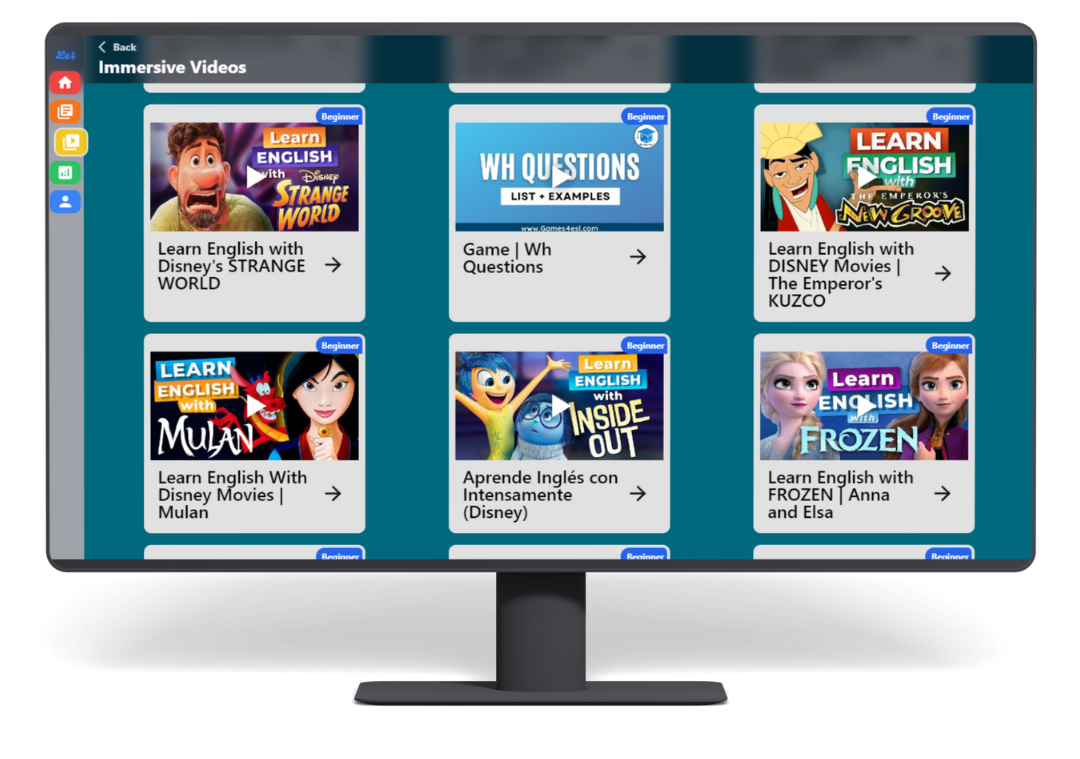 Back
Immersive Videos
Beginner
Learn
ENGLISH
with Disney
STRANGE
WORLD
Learn English with
Disney's STRANGE
WORLD
Beginner
WH QUESTIONS
LIST + EXAMPLES
www.Games4esl.com
Game | Wh
Questions
Beginner
LEARN
ENGLISH
with
THE EMPEROR'S
NEW GROOVE
Learn English with
DISNEY Movies |
The Emperor's
KUZCO
Beginner
LEARN
ENGLISH
with
MULAN
Learn English With
Disney Movies |
Mulan
Beginner
Learn
ENGLISH
with
INSIDE
OUT
Aprende Inglés con
Intensamente
(Disney)
Beginner
Learn
ENGLISH
with
FROZEN
Learn English with
FROZEN | Anna
and Elsa
Beginner
Beginner
Beginner